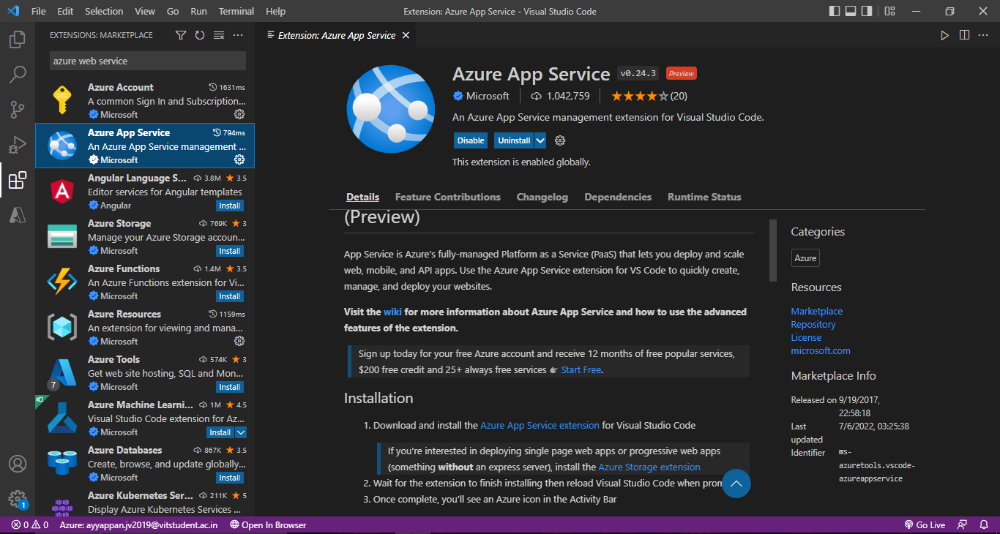 File Edit Selection View Go Run Terminal Help
Extension: Azure App Service - Visual Studio Code
EXTENSIONS: MARKETPLACE
azure web service
Azure Account 1631ms
A common Sign In and Subscription...
Microsoft
Azure App Service 794ms
An Azure App Service management ...
Microsoft
Angular Language S... 3.8M 3.5
Editor services for Angular templates
Angular Install
Azure Storage 769K 3
Manage your Azure Storage accoun...
Microsoft Install
Azure Functions 1.4M 3.5
An Azure Functions extension for Vi...
Microsoft Install
Azure Resources 1159ms
An extension for viewing and mana...
Microsoft
Azure Tools 574K 3
Get web site hosting, SQL and Mon...
7
Microsoft Install
Azure Machine Learni... 1M 4.5
Visual Studio Code extension for Az...
Microsoft Install
Azure Databases 867K 3.5
Create, browse, and update globally...
Microsoft Install
Azure Kubernetes Ser... 211K 5
Display Azure Kubernetes Services ...
1
Extension: Azure App Service
Azure App Service v0.24.3 Preview
Microsoft 1,042,759 (20)
An Azure App Service management extension for Visual Studio Code.
Disable Uninstall
This extension is enabled globally.
Details Feature Contributions Changelog Dependencies Runtime Status
(Preview)
App Service is Azure's fully-managed Platform as a Service (PaaS) that lets you deploy and scale
web, mobile, and API apps. Use the Azure App Service extension for VS Code to quickly create,
manage, and deploy your websites.
Visit the wiki for more information about Azure App Service and how to use the advanced
features of the extension.
Sign up today for your free Azure account and receive 12 months of free popular services,
$200 free credit and 25+ always free services Start Free.
Installation
1. Download and install the Azure App Service extension for Visual Studio Code
If you're interested in deploying single page web apps or progressive web apps
(something without an express server), install the Azure Storage extension
2. Wait for the extension to finish installing then reload Visual Studio Code when pron
3. Once complete, you'll see an Azure icon in the Activity Bar
Categories
Azure
Resources
Marketplace
Repository
License
microsoft.com
Marketplace Info
Released on 9/19/2017,
22:58:18
Last 7/6/2022, 03:25:38
updated
Identifier ms-
azuretools.vscode-
azureappservice
0 0 Azure: ayyappan.jv2019@vitstudent.ac.in Open In Browser Go Live